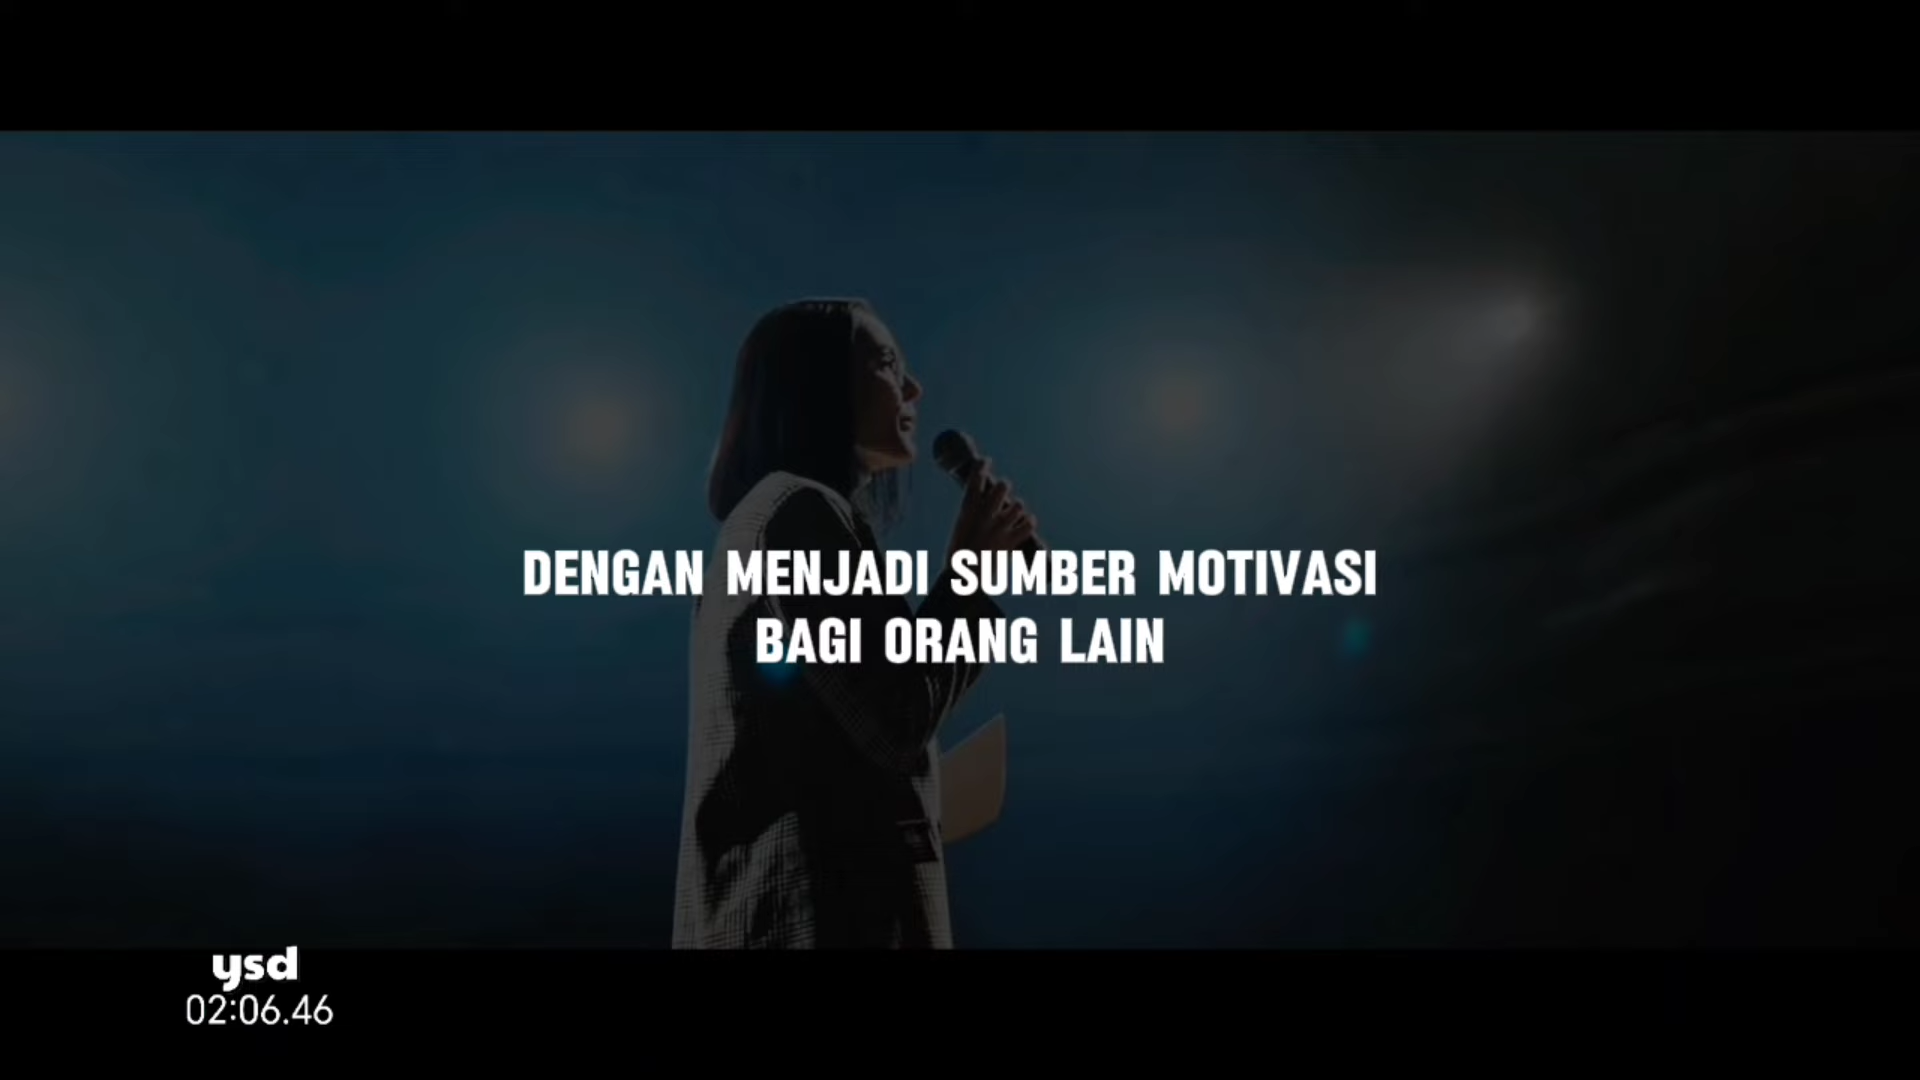 DENGAN MENJADI SUMBER MOTIVASI
BAGI ORANG LAIN
ysd
02:06.46